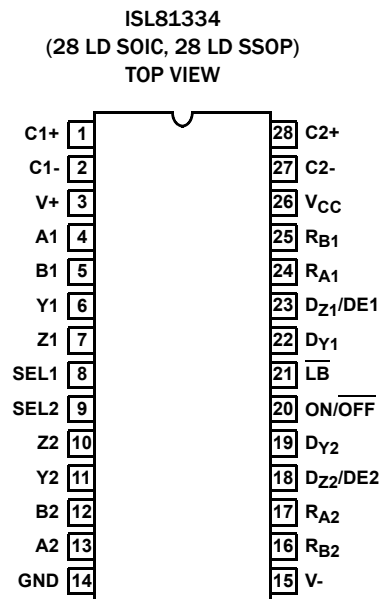 ISL81334
(28 LD SOIC, 28 LD SSOP)
TOP VIEW
C1+ 1 28 C2+
C1- 2 27 C2-
V+ 3 26 VCC
A1 4 25 RB1
B1 5 24 RA1
Y1 6 23 DZ1/DE1
Z1 7 22 DY1
SEL1 8 21 L̅B̅
SEL2 9 20 ON/O̅F̅F̅
Z2 10 19 DY2
Y2 11 18 DZ2/DE2
B2 12 17 RA2
A2 13 16 RB2
GND 14 15 V-